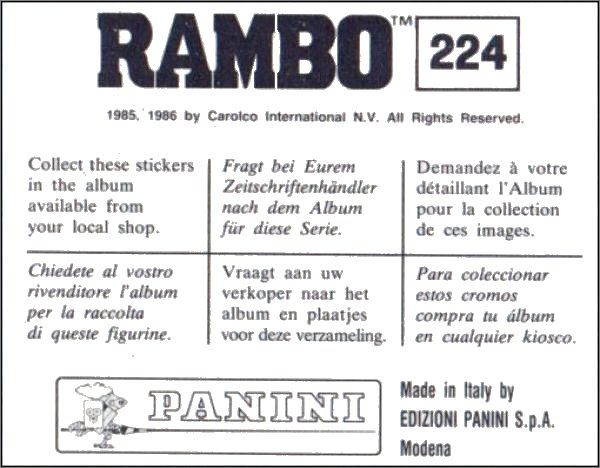 RAMBO™ 224
1985, 1986 by Carolco International N.V. All Rights Reserved.
Collect these stickers
in the album
available from
your local shop.
Fragt bei Eurem
Zeitschriftenhändler
nach dem Album
für diese Serie.
Demandez à votre
détaillant l'Album
pour la collection
de ces images.
Chiedete al vostro
rivenditore l'album
per la raccolta
di queste figurine.
Vraagt aan uw
verkoper naar het
album en plaatjes
voor deze verzameling.
Para coleccionar
estos cromos
compra tu álbum
en cualquier kiosco.
PANINI
Made in Italy by
EDIZIONI PANINI S.p.A.
Modena